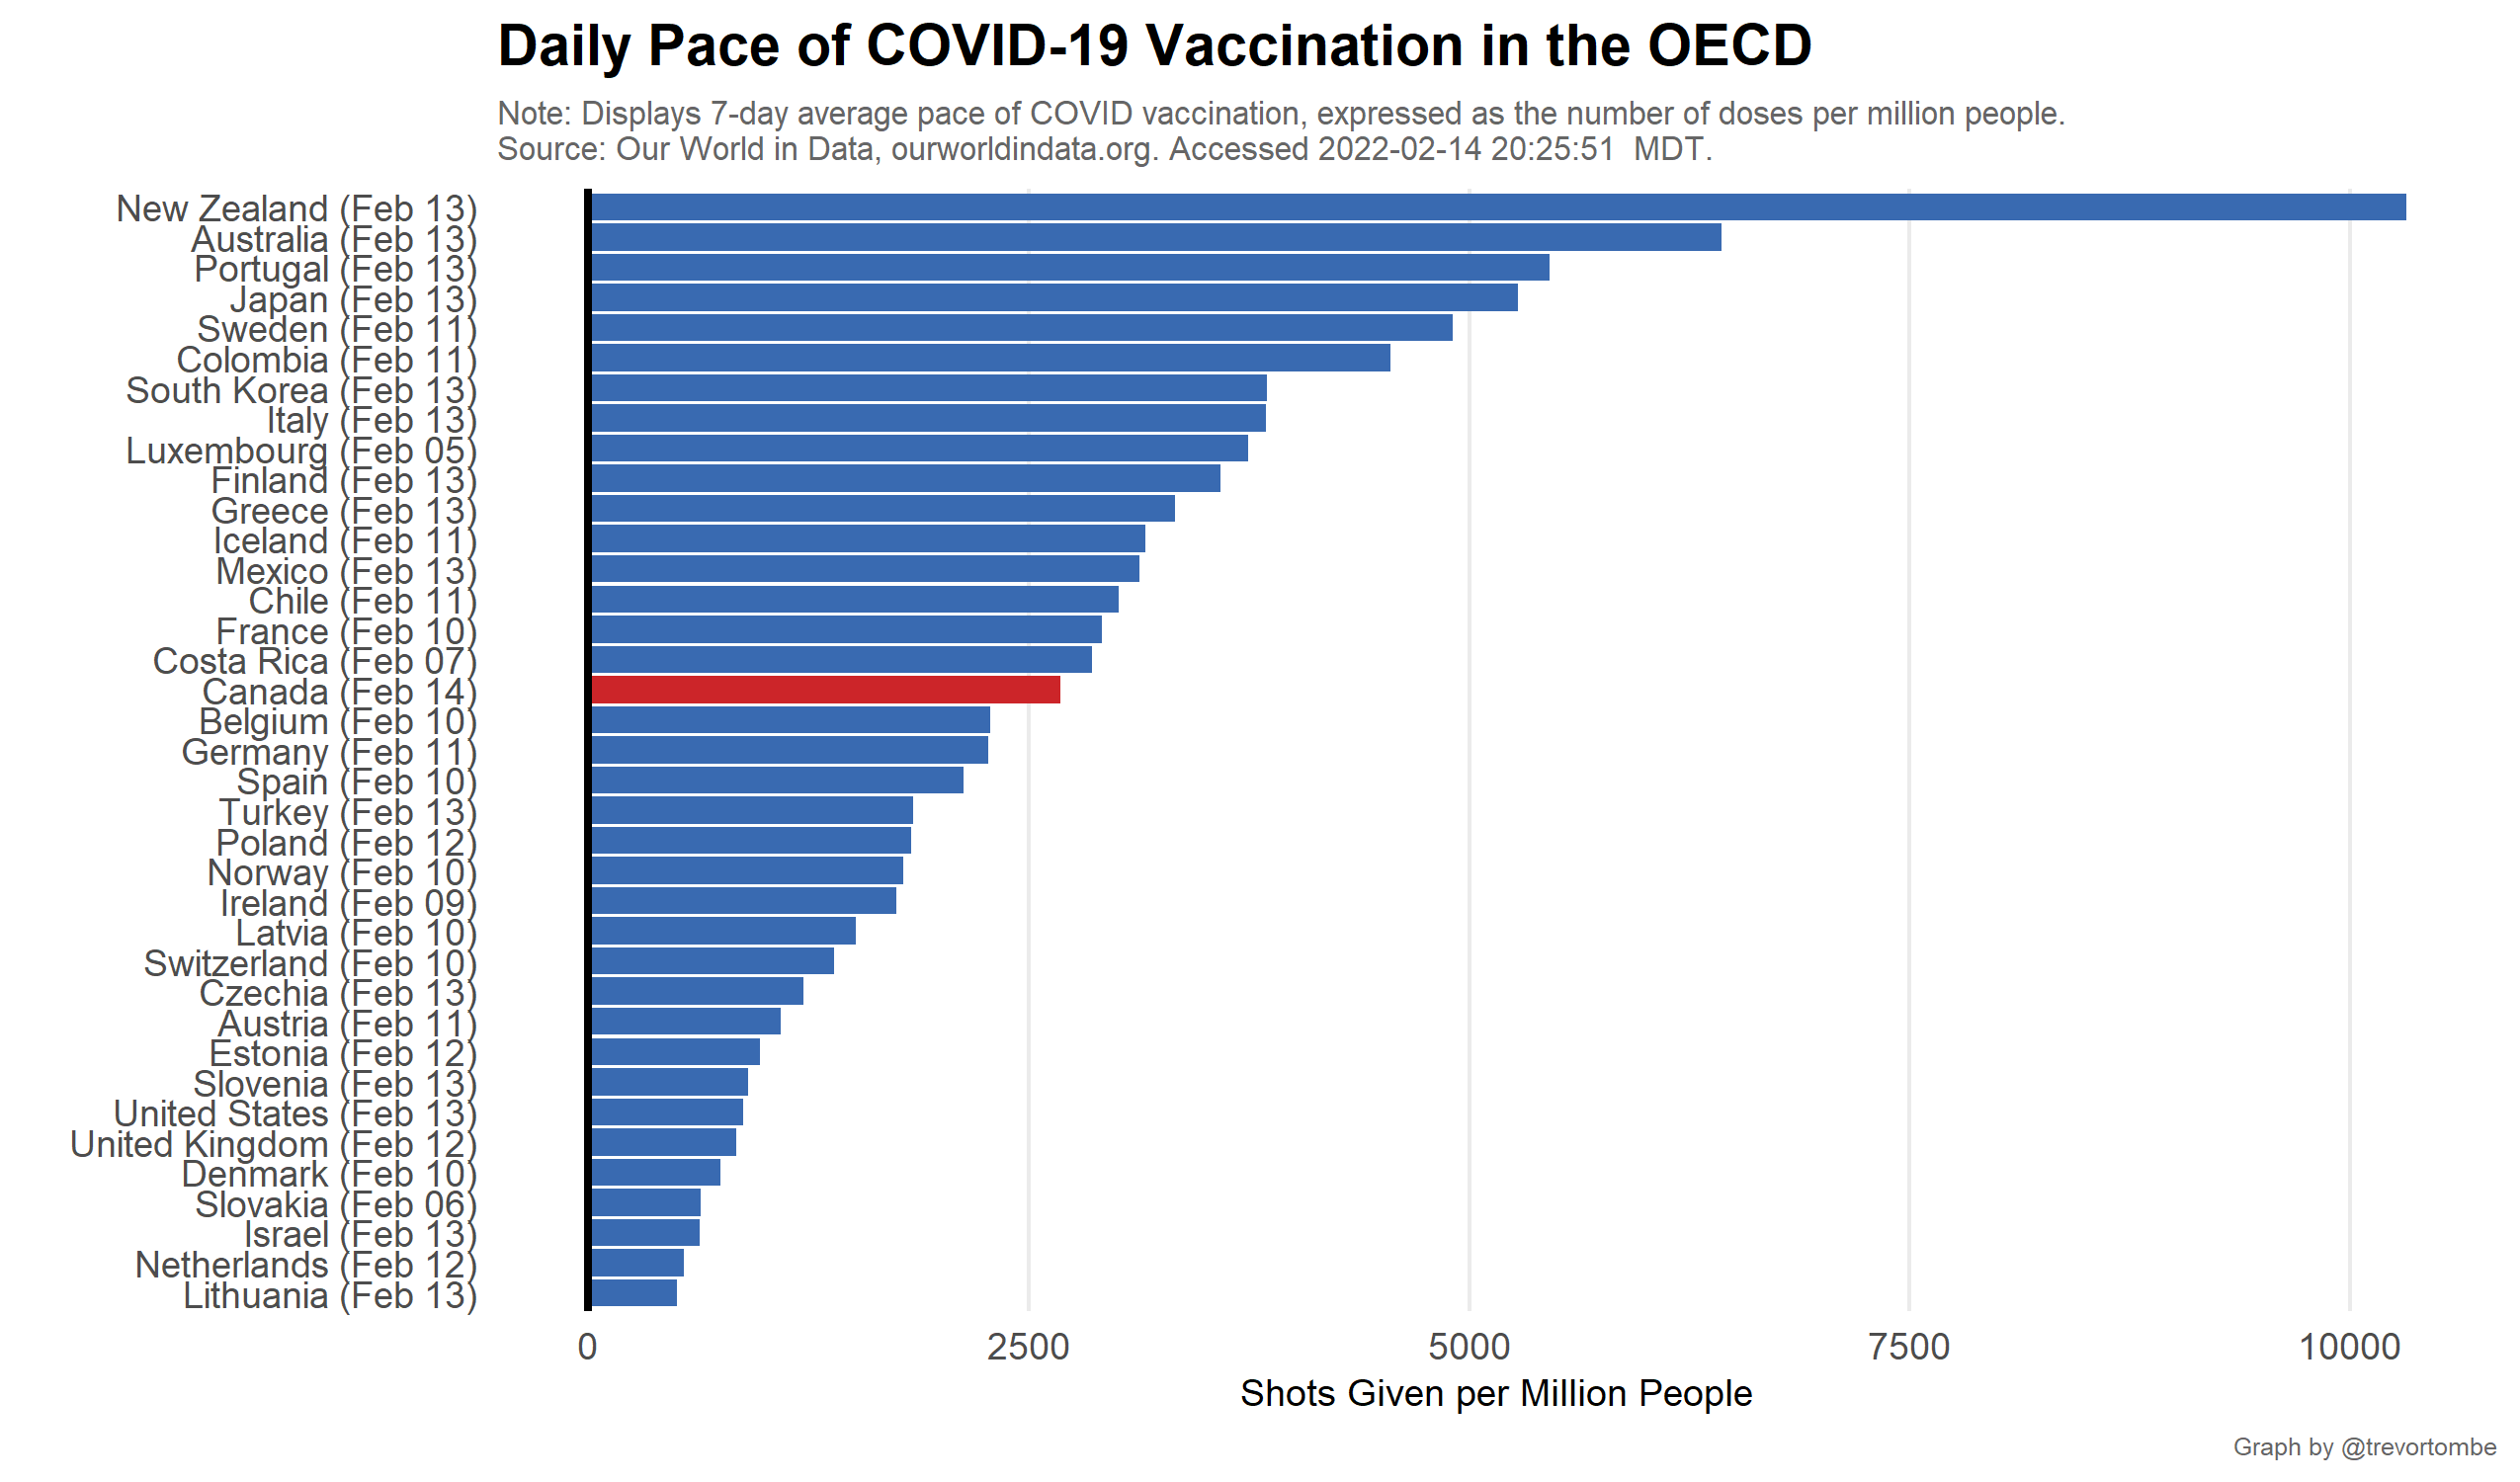 Daily Pace of COVID-19 Vaccination in the OECD
Note: Displays 7-day average pace of COVID vaccination, expressed as the number of doses per million people.
Source: Our World in Data, ourworldindata.org. Accessed 2022-02-14 20:25:51  MDT.
New Zealand (Feb 13)
Australia (Feb 13)
Portugal (Feb 13)
Japan (Feb 13)
Sweden (Feb 11)
Colombia (Feb 11)
South Korea (Feb 13)
Italy (Feb 13)
Luxembourg (Feb 05)
Finland (Feb 13)
Greece (Feb 13)
Iceland (Feb 11)
Mexico (Feb 13)
Chile (Feb 11)
France (Feb 10)
Costa Rica (Feb 07)
Canada (Feb 14)
Belgium (Feb 10)
Germany (Feb 11)
Spain (Feb 10)
Turkey (Feb 13)
Poland (Feb 12)
Norway (Feb 10)
Ireland (Feb 09)
Latvia (Feb 10)
Switzerland (Feb 10)
Czechia (Feb 13)
Austria (Feb 11)
Estonia (Feb 12)
Slovenia (Feb 13)
United States (Feb 13)
United Kingdom (Feb 12)
Denmark (Feb 10)
Slovakia (Feb 06)
Israel (Feb 13)
Netherlands (Feb 12)
Lithuania (Feb 13)
0 2500 5000 7500 10000
Shots Given per Million People
Graph by @trevortombe